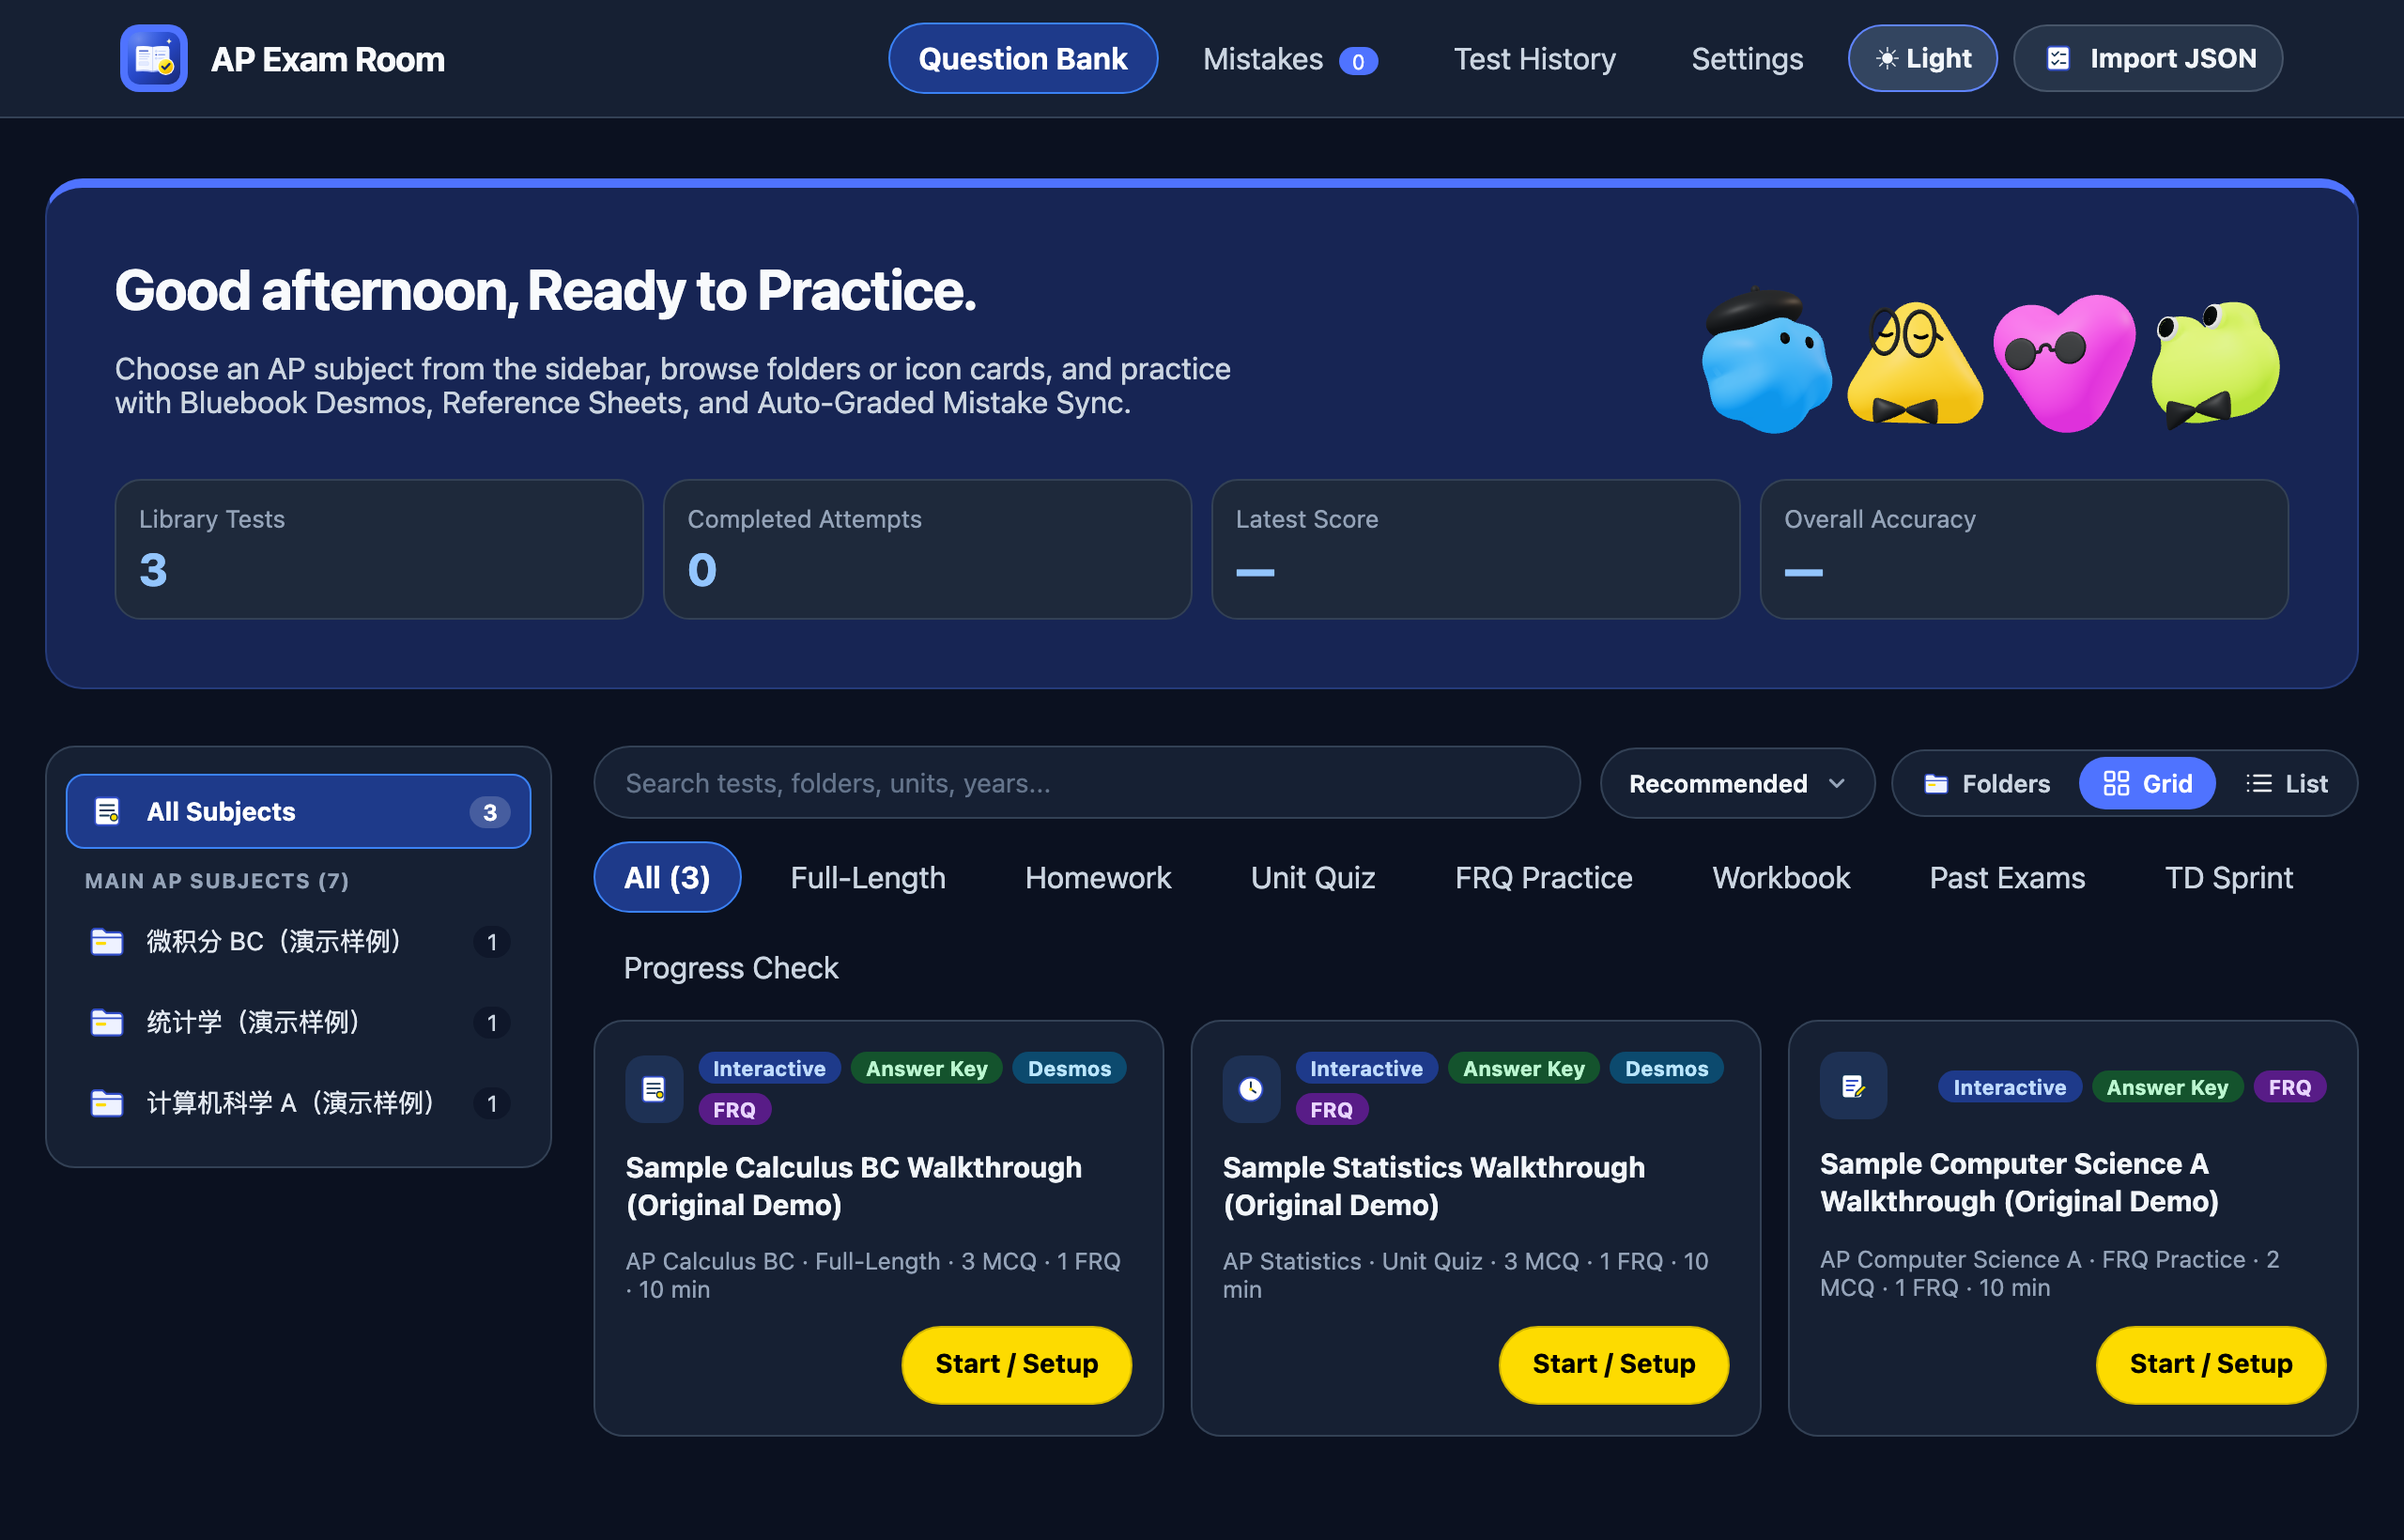 AP Exam Room
Question Bank
Mistakes 0
Test History
Settings
Light
Import JSON
Good afternoon, Ready to Practice.
Choose an AP subject from the sidebar, browse folders or icon cards, and practice
with Bluebook Desmos, Reference Sheets, and Auto-Graded Mistake Sync.
Library Tests
3
Completed Attempts
0
Latest Score
—
Overall Accuracy
—
All Subjects 3
MAIN AP SUBJECTS (7)
微积分 BC（演示样例） 1
统计学（演示样例） 1
计算机科学 A（演示样例） 1
Search tests, folders, units, years...
Recommended
Folders
Grid
List
All (3)
Full-Length
Homework
Unit Quiz
FRQ Practice
Workbook
Past Exams
TD Sprint
Progress Check
Interactive Answer Key Desmos
FRQ
Sample Calculus BC Walkthrough
(Original Demo)
AP Calculus BC · Full-Length · 3 MCQ · 1 FRQ
· 10 min
Start / Setup
Interactive Answer Key Desmos
FRQ
Sample Statistics Walkthrough
(Original Demo)
AP Statistics · Unit Quiz · 3 MCQ · 1 FRQ · 10
min
Start / Setup
Interactive Answer Key FRQ
Sample Computer Science A
Walkthrough (Original Demo)
AP Computer Science A · FRQ Practice · 2
MCQ · 1 FRQ · 10 min
Start / Setup